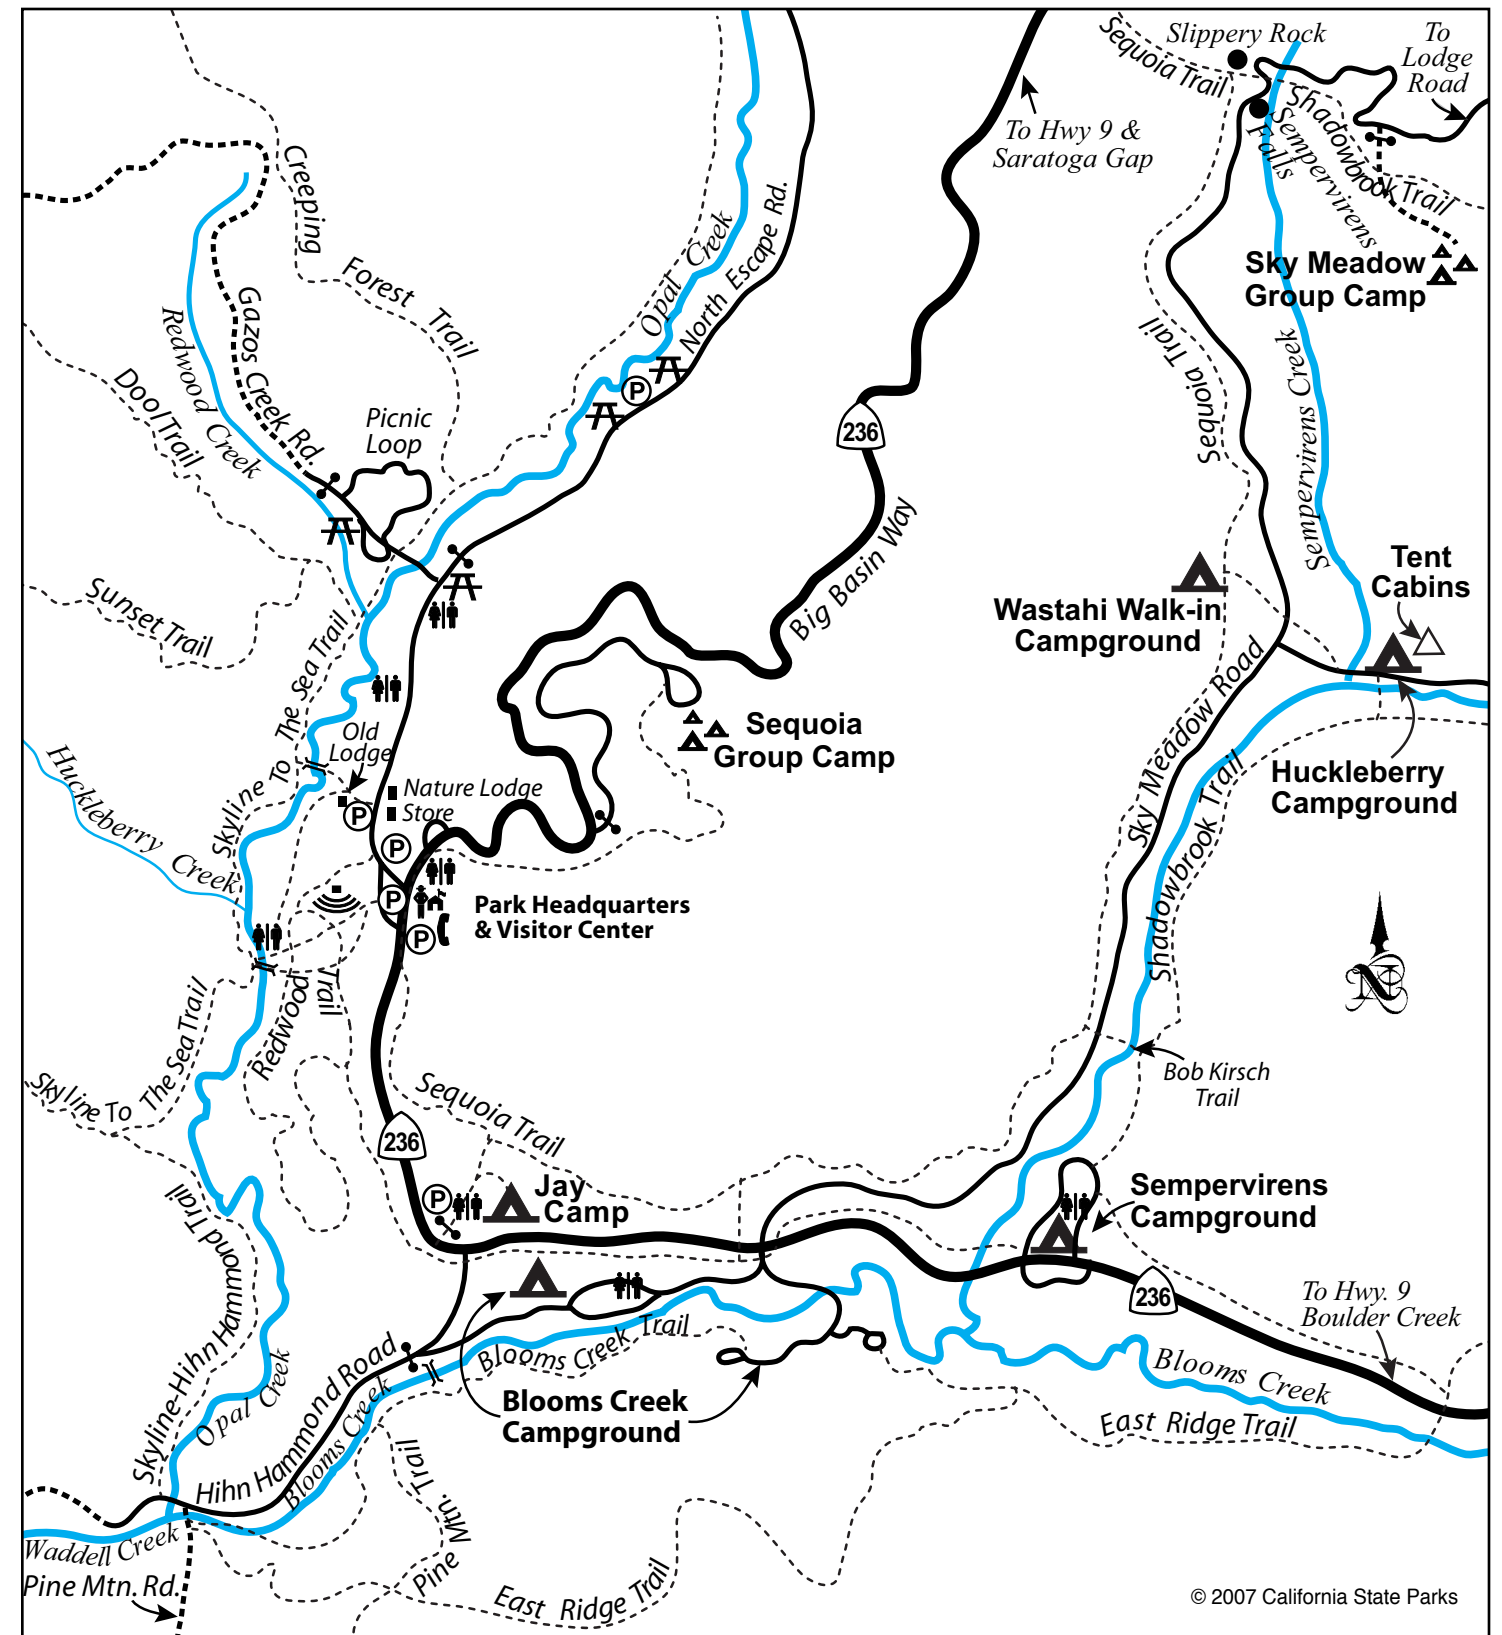 Slippery Rock
To
Lodge
Road
Sequoia Trail
To Hwy 9 &
Saratoga Gap
Shadowbrook Trail
Sempervirens
Falls
Sempervirens
Sky Meadow
Group Camp
Creeping
Forest Trail
Opal Creek
North Escape Rd.
Gazos Creek Rd.
Redwood Creek
Dool Trail
Picnic
Loop
P
236
Sequoia Trail
Sempervirens Creek
Big Basin Way
Tent
Cabins
Wastahi Walk-in
Campground
Sunset Trail
Skyline To The Sea Trail
Old
Lodge
Sequoia
Group Camp
Sky Meadow Road
Huckleberry
Campground
Huckleberry Creek
Nature Lodge
Store
P
P
P
P
Park Headquarters
& Visitor Center
Shadowbrook Trail
N
Redwood Trail
Skyline To The Sea Trail
Bob Kirsch
Trail
Sequoia Trail
236
P
Jay
Camp
Sempervirens
Campground
236
To Hwy. 9
Boulder Creek
Skyline-Hihn Hammond Trail
Opal Creek
Hihn Hammond Road
Blooms Creek
Blooms Creek Trail
Blooms Creek
Campground
Blooms Creek
East Ridge Trail
Pine Mtn. Trail
East Ridge Trail
Waddell Creek
Pine Mtn. Rd.
© 2007 California State Parks